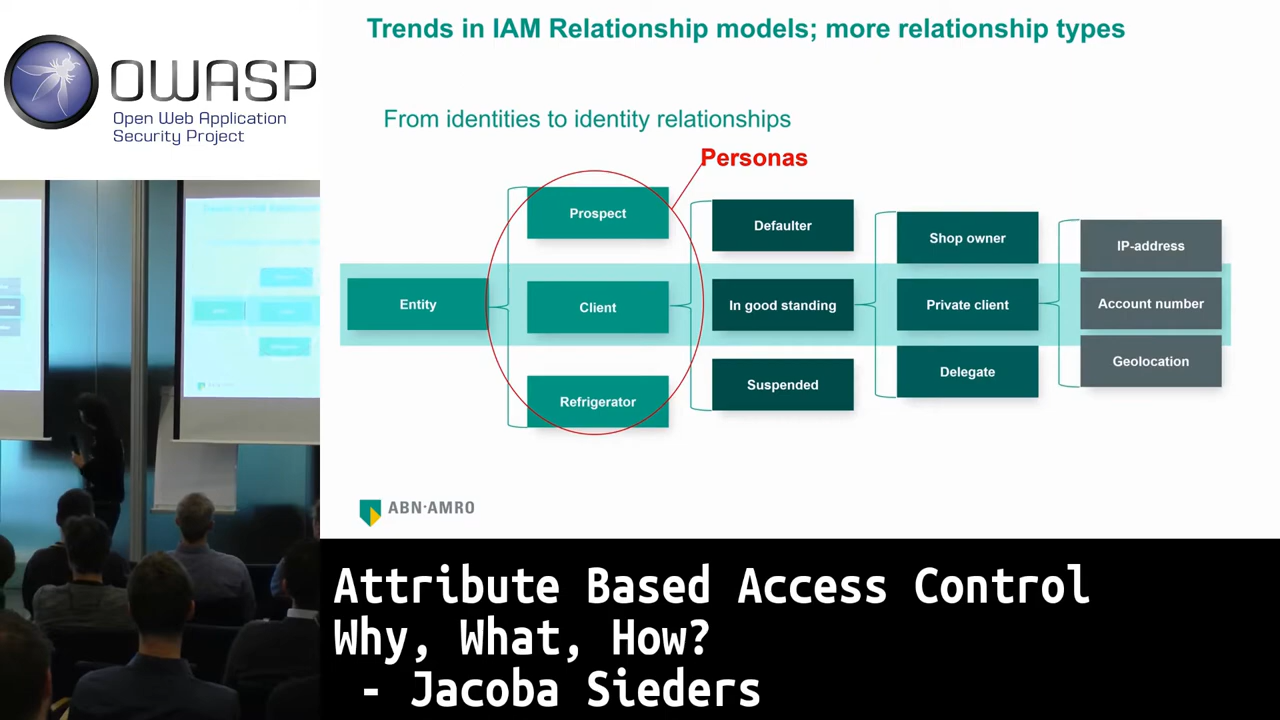 Trends in IAM Relationship models; more relationship types
OWASP
Open Web Application
Security Project
From identities to identity relationships
Personas
Prospect
Client
Refrigerator
Entity
Defaulter
In good standing
Suspended
Shop owner
Private client
Delegate
IP-address
Account number
Geolocation
ABN·AMRO
Attribute Based Access Control
Why, What, How?
- Jacoba Sieders